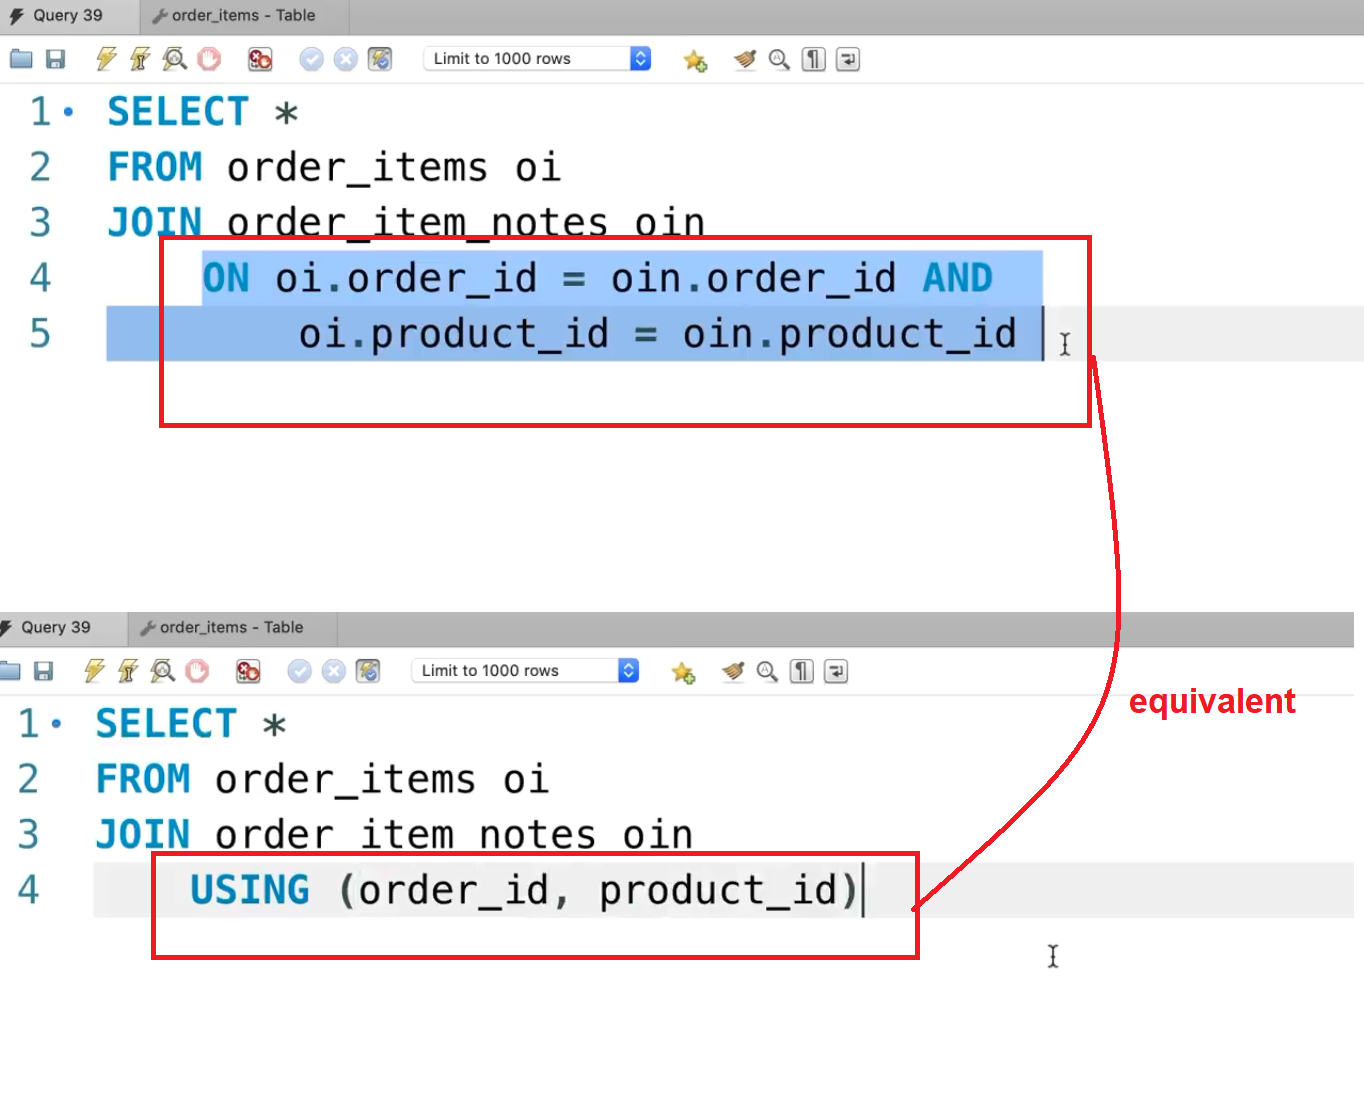 Query 39
order_items - Table
Limit to 1000 rows
1 SELECT *
2 FROM order_items oi
3 JOIN order_item_notes oin
4 ON oi.order_id = oin.order_id AND
5 oi.product_id = oin.product_id
Query 39
order_items - Table
Limit to 1000 rows
equivalent
1 SELECT *
2 FROM order_items oi
3 JOIN order_item_notes oin
4 USING (order_id, product_id)